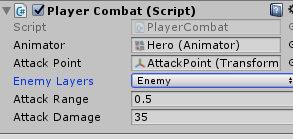 Player Combat (Script)
Script PlayerCombat
Animator Hero (Animator)
Attack Point AttackPoint (Transform
Enemy Layers Enemy
Attack Range 0.5
Attack Damage 35